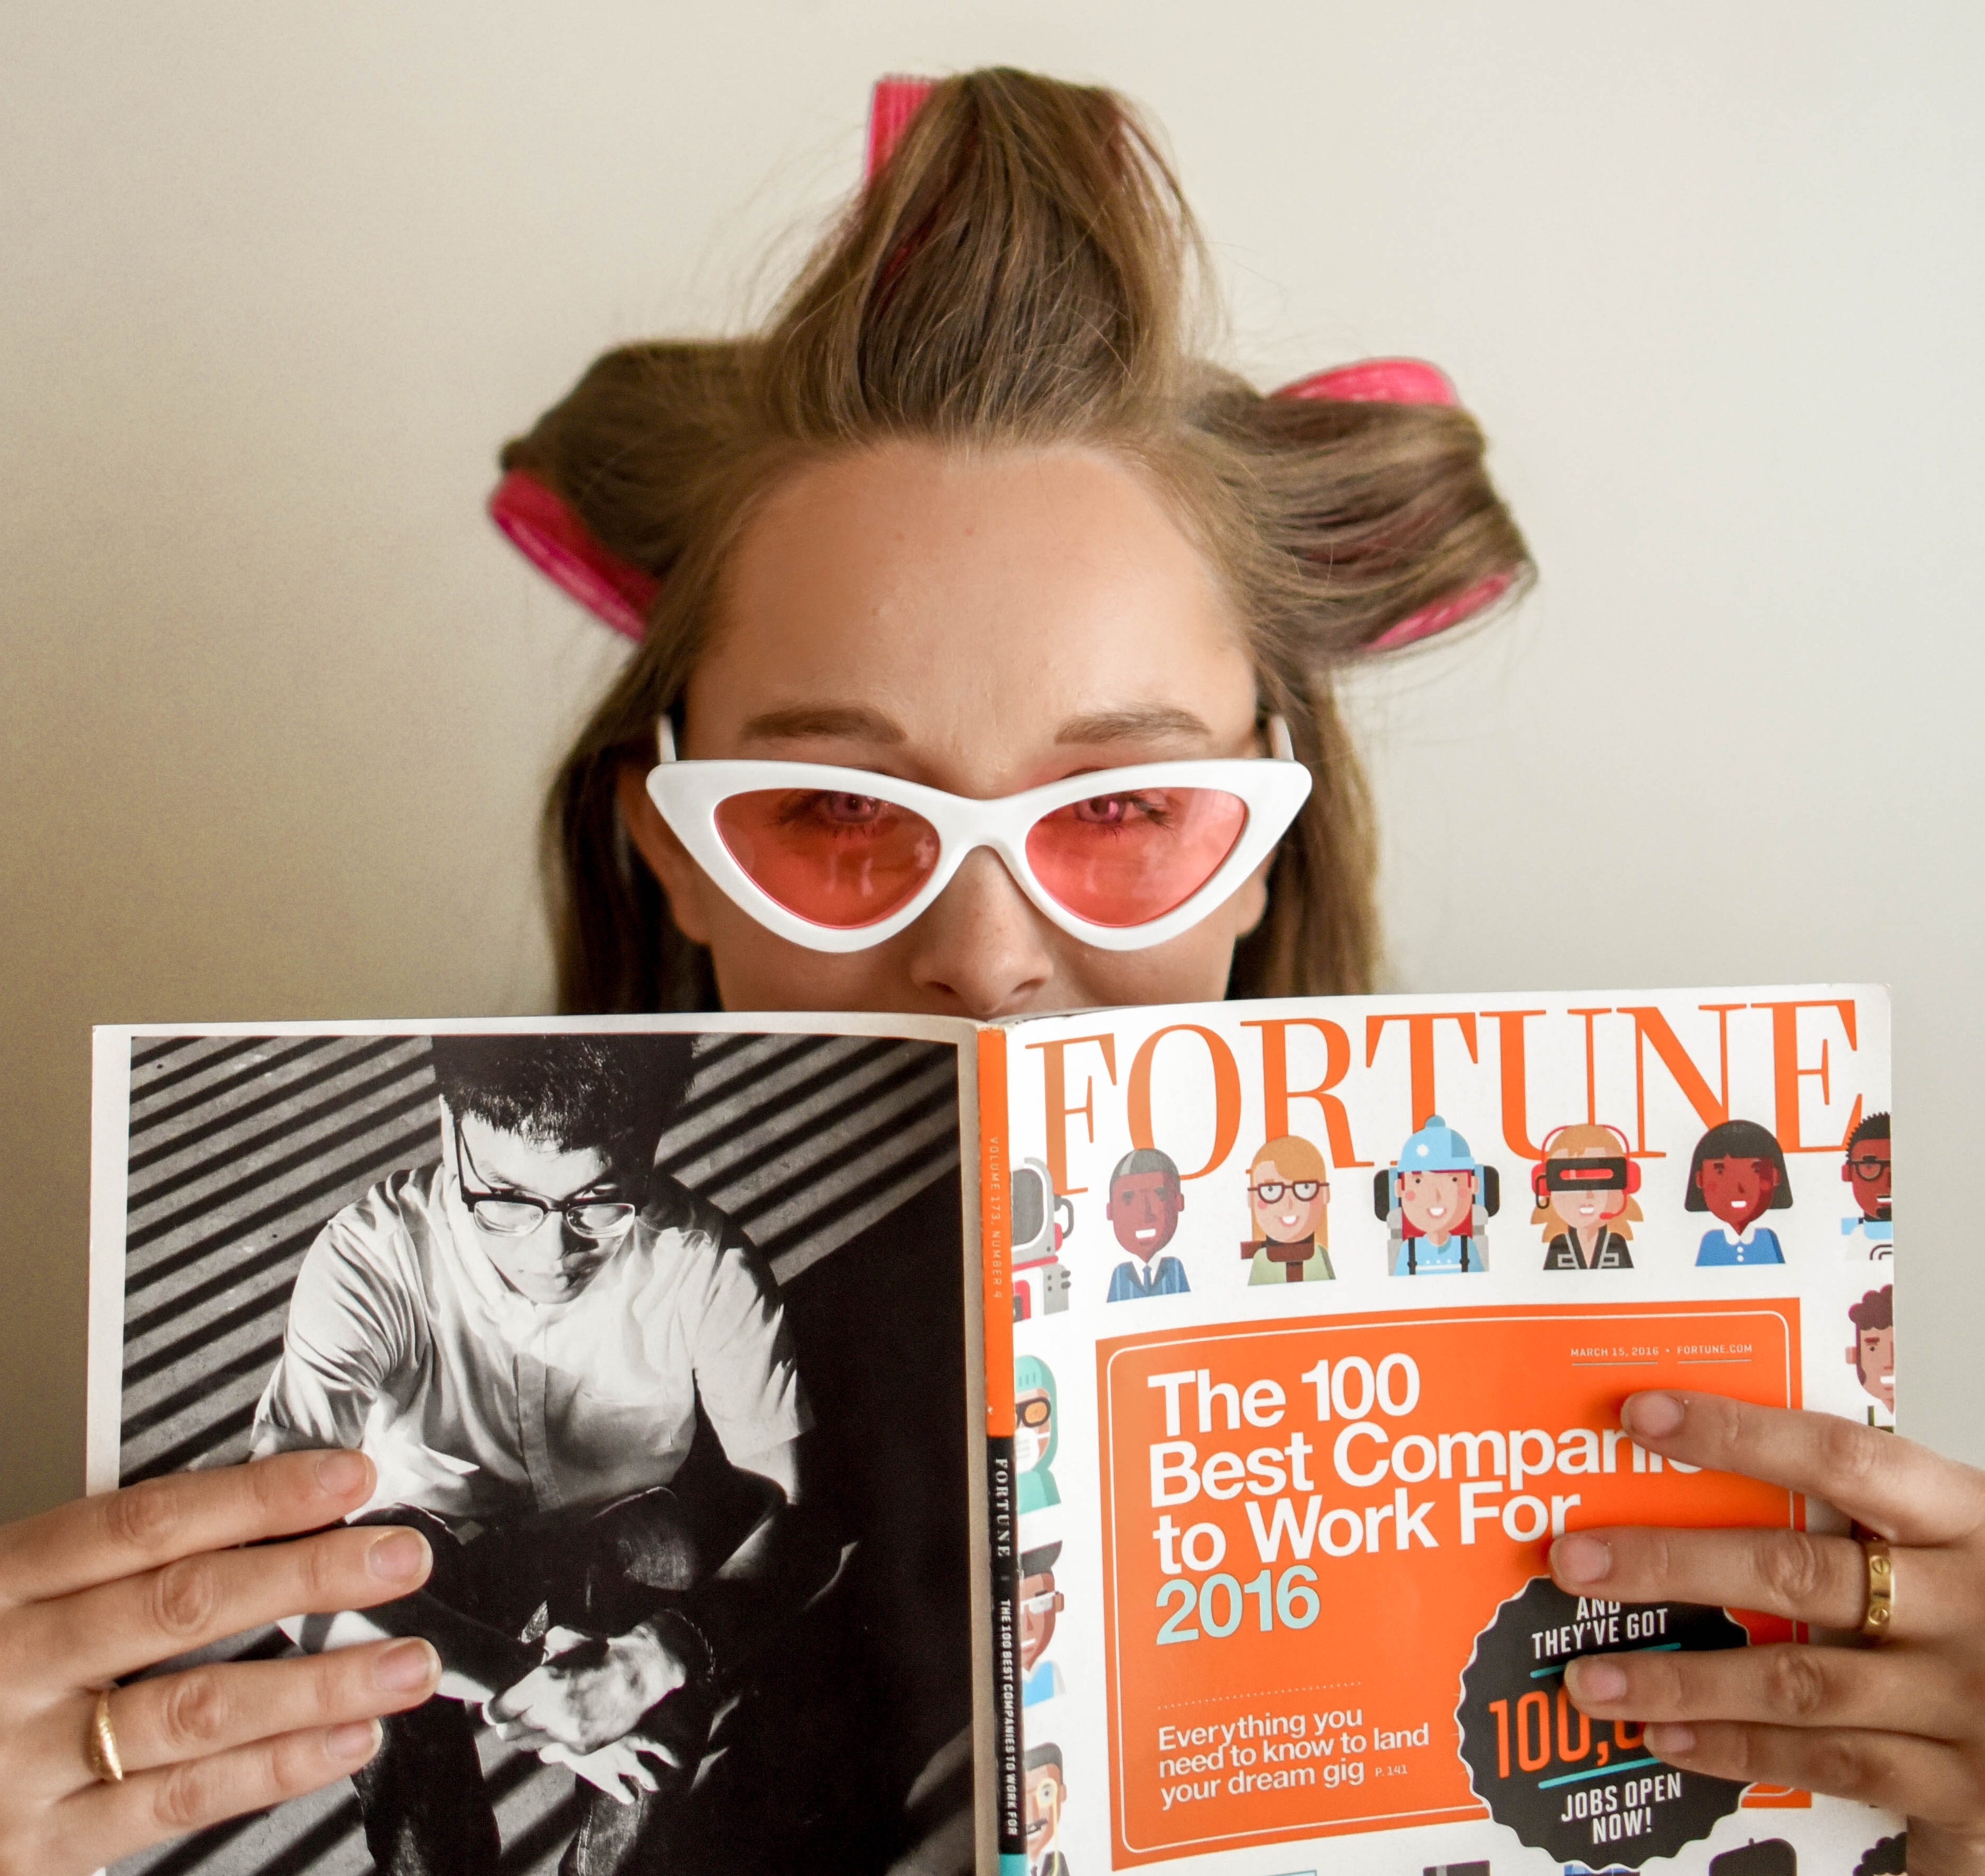 FORTUNE
MARCH 15, 2016 • FORTUNE.COM
The 100
Best Compani
to Work For
2016
Everything you
need to know to land
your dream gig P. 141
AND
THEY'VE GOT
JOBS OPEN
NOW!
VOLUME 173, NUMBER 4
FORTUNE
THE 100 BEST COMPANIES TO WORK FOR